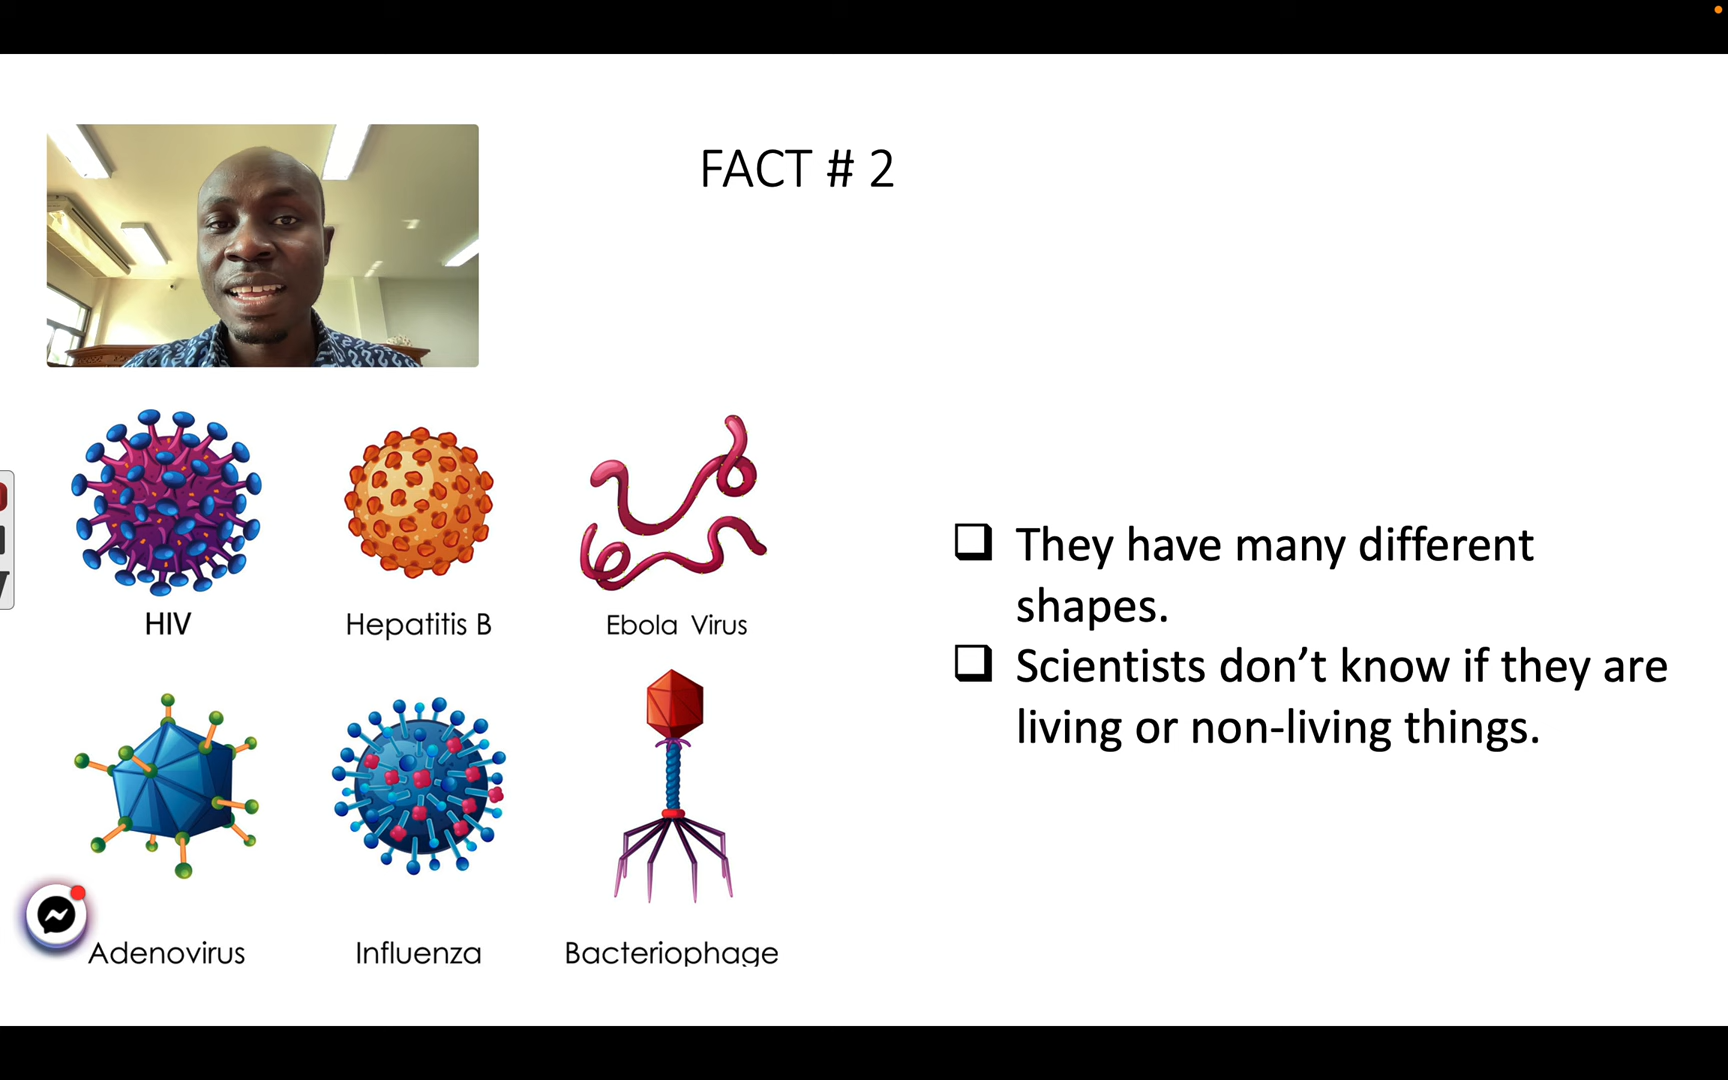 FACT # 2
HIV
Hepatitis B
Ebola Virus
They have many different
shapes.
Scientists don’t know if they are
living or non-living things.
Adenovirus
Influenza
Bacteriophage